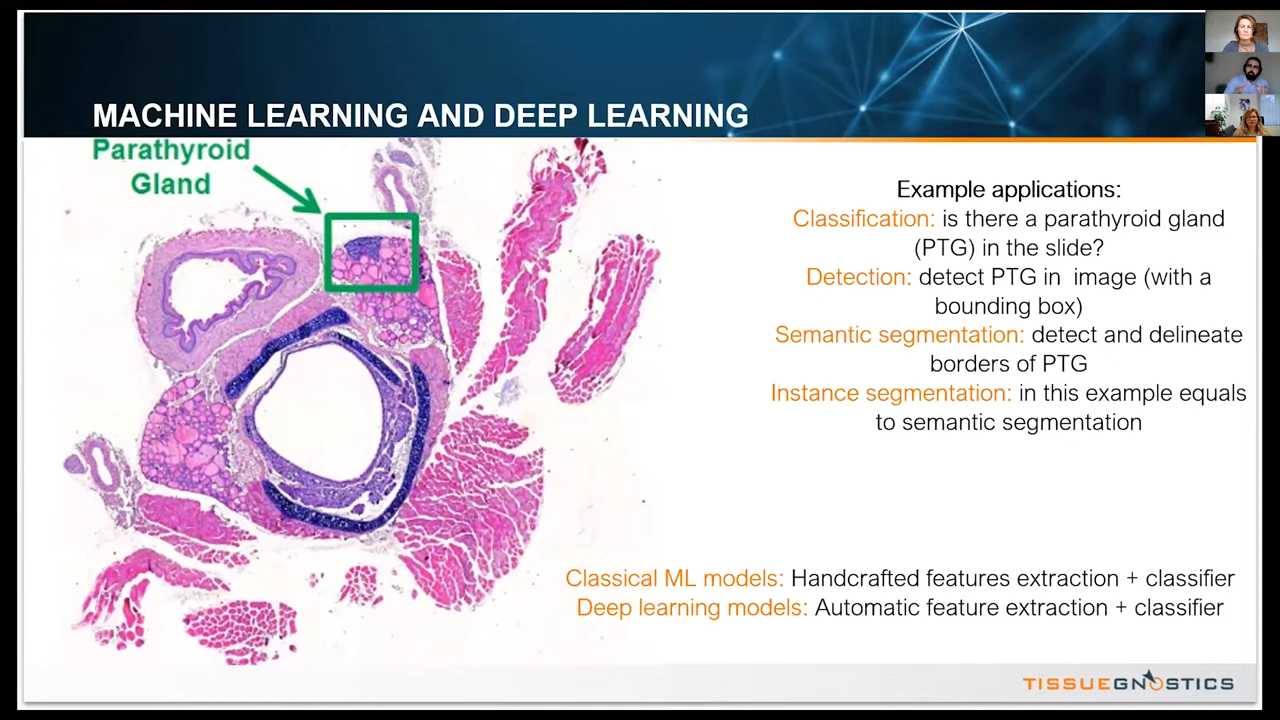 MACHINE LEARNING AND DEEP LEARNING
Parathyroid
Gland
Example applications:
Classification: is there a parathyroid gland
(PTG) in the slide?
Detection: detect PTG in image (with a
bounding box)
Semantic segmentation: detect and delineate
borders of PTG
Instance segmentation: in this example equals
to semantic segmentation
Classical ML models: Handcrafted features extraction + classifier
Deep learning models: Automatic feature extraction + classifier
TISSUEGNOSTICS